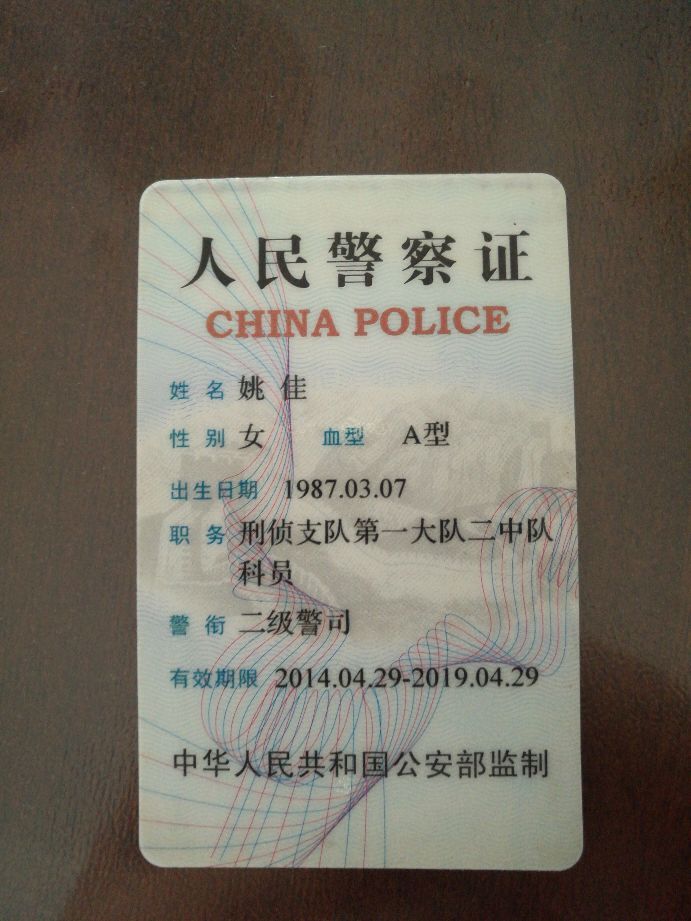 人民警察证
CHINA POLICE
姓 名 姚 佳
性 别 女 血型 A型
出生日期 1987.03.07
职 务 刑侦支队第一大队二中队
科员
警 衔 二级警司
有效期限 2014.04.29-2019.04.29
中华人民共和国公安部监制